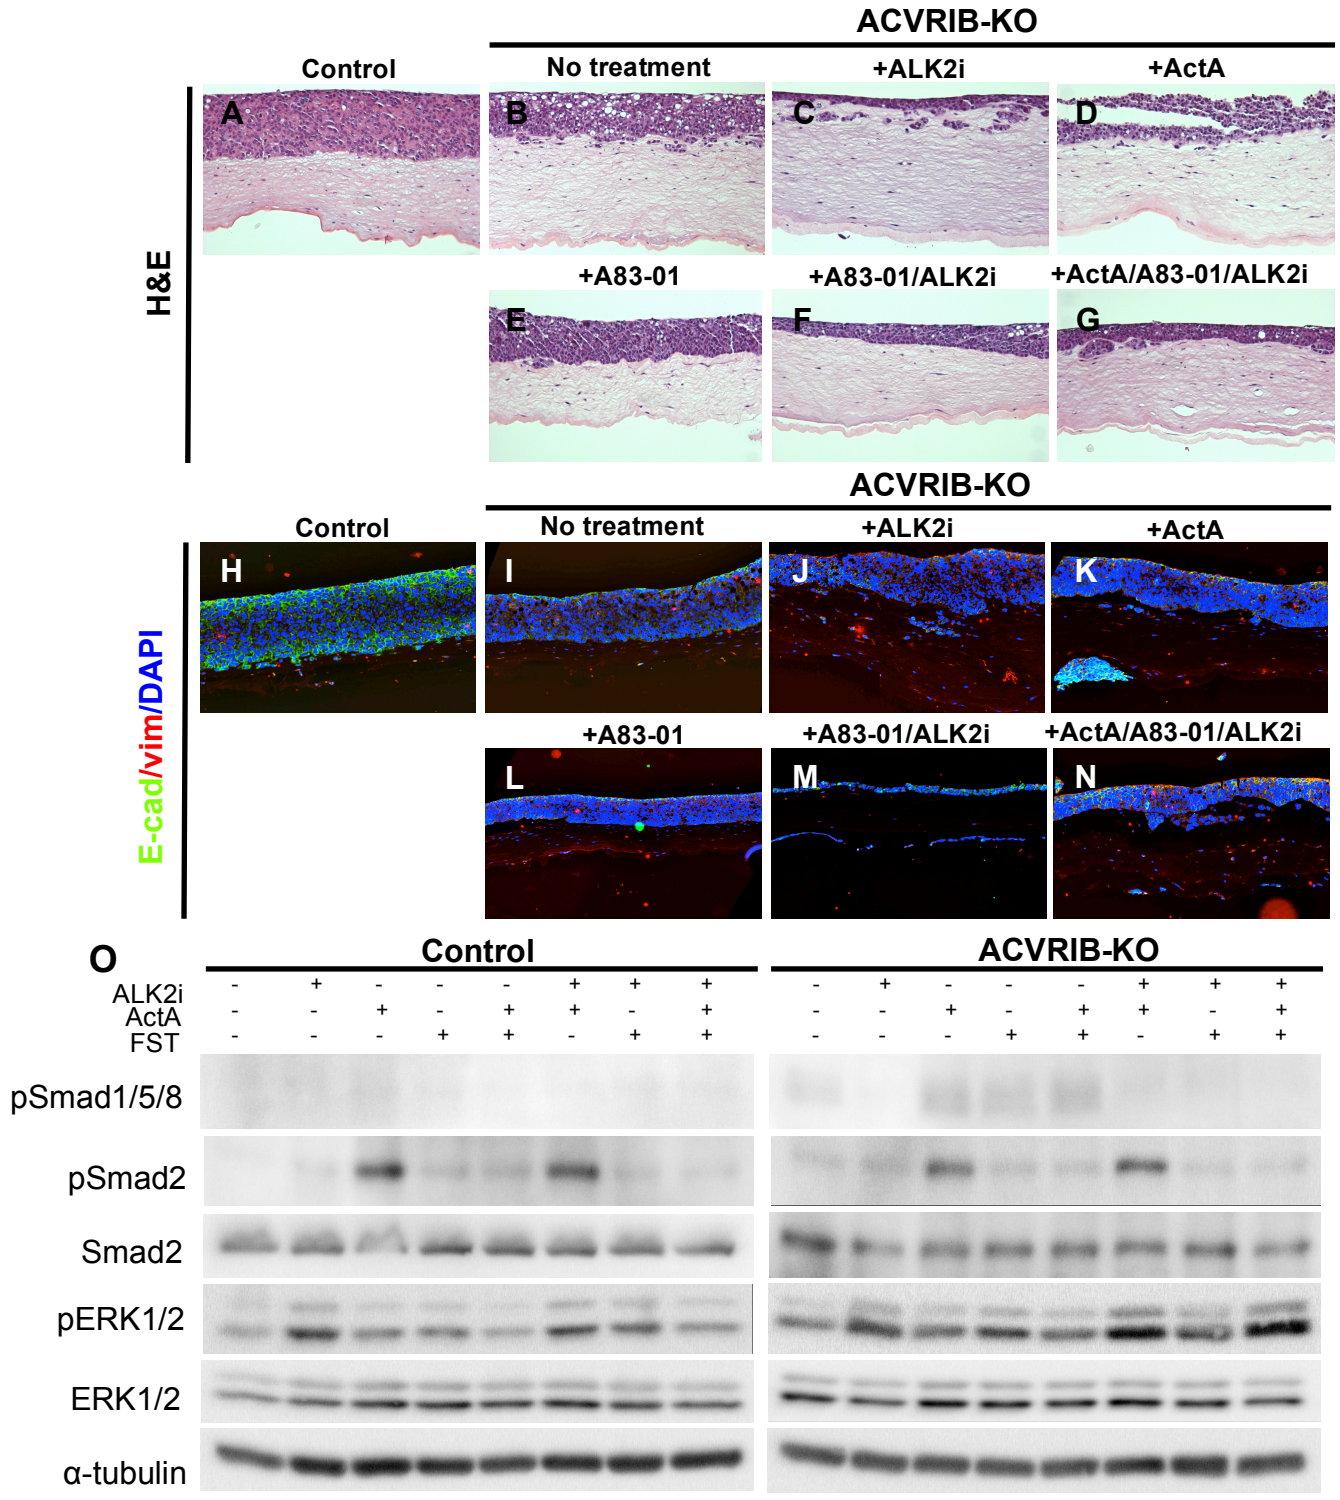 ACVRIB-KO
Control
No treatment
+ALK2i
+ActA
H&E
A
B
C
D
+A83-01
+A83-01/ALK2i
+ActA/A83-01/ALK2i
E
F
G
ACVRIB-KO
Control
No treatment
+ALK2i
+ActA
E-cad/vim/DAPI
H
I
J
K
+A83-01
+A83-01/ALK2i
+ActA/A83-01/ALK2i
L
M
N
O
Control
ACVRIB-KO
ALK2i - + - - - + + + - + - - - + + +
ActA - - + - + + - + - - + - + + - +
FST - - - + + - + + - - - + + - + +
pSmad1/5/8
pSmad2
Smad2
pERK1/2
ERK1/2
α-tubulin